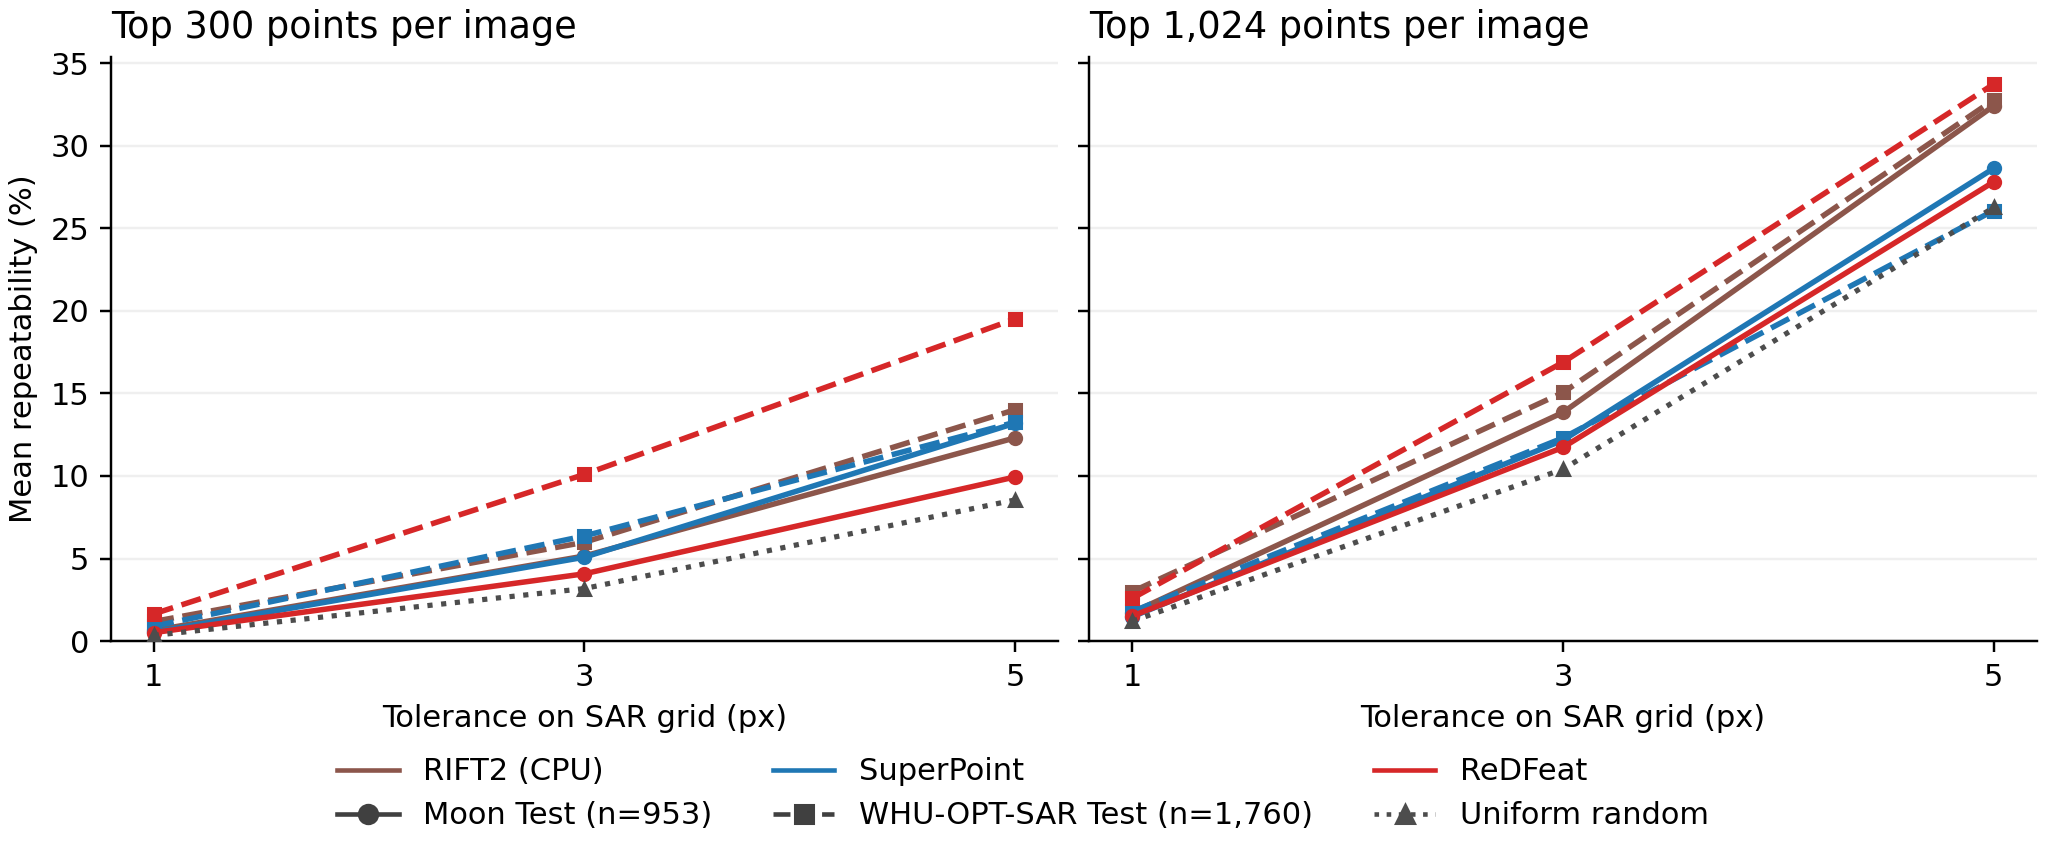 Top 300 points per image
Top 1,024 points per image
Mean repeatability (%)
35
30
25
20
15
10
5
0
1 3 5
1 3 5
Tolerance on SAR grid (px)
Tolerance on SAR grid (px)
RIFT2 (CPU) SuperPoint ReDFeat
Moon Test (n=953) WHU-OPT-SAR Test (n=1,760) Uniform random